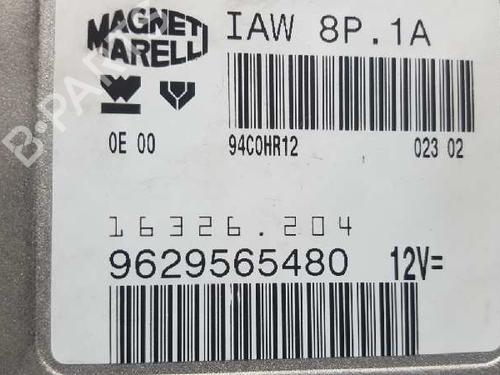 MAGNETI MARELLI
IAW 8P.1A
0E 00
94C0HR12
023 02
16326.204
9629565480 12V=
B-PARTS